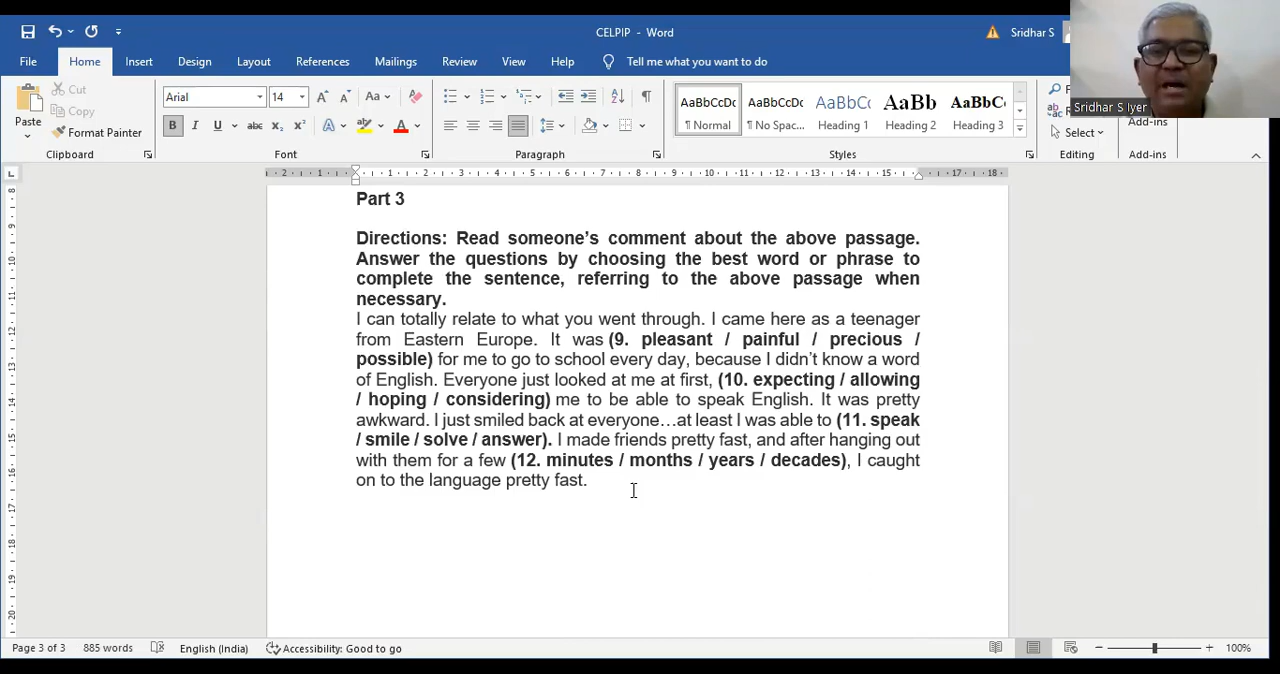 CELPIP - Word
Sridhar S
File Home Insert Design Layout References Mailings Review View Help Tell me what you want to do
Sridhar S Iyer
Paste
Cut
Copy
Format Painter
Clipboard
Arial 14
Font
Paragraph
AaBbCcDc AaBbCcDc AaBbCc AaBb AaBbC
¶ Normal ¶ No Spac... Heading 1 Heading 2 Heading 3
Styles
Select
Editing
Add-ins
Add-ins
Part 3
Directions: Read someone’s comment about the above passage.
Answer the questions by choosing the best word or phrase to
complete the sentence, referring to the above passage when
necessary.
I can totally relate to what you went through. I came here as a teenager
from Eastern Europe. It was (9. pleasant / painful / precious /
possible) for me to go to school every day, because I didn’t know a word
of English. Everyone just looked at me at first, (10. expecting / allowing
/ hoping / considering) me to be able to speak English. It was pretty
awkward. I just smiled back at everyone…at least I was able to (11. speak
/ smile / solve / answer). I made friends pretty fast, and after hanging out
with them for a few (12. minutes / months / years / decades), I caught
on to the language pretty fast.
Page 3 of 3 885 words English (India) Accessibility: Good to go 100%